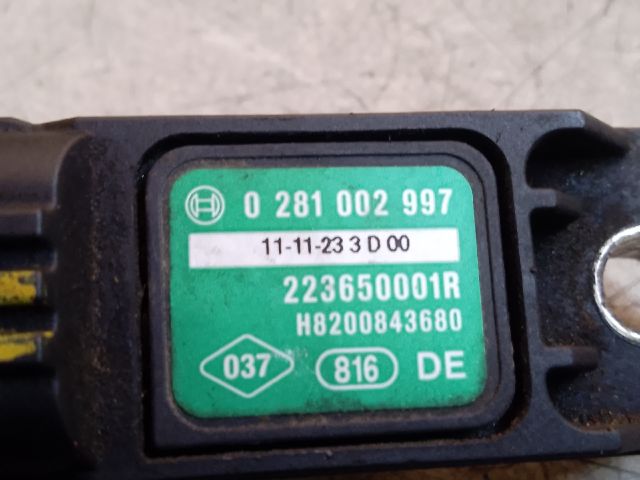 0 281 002 997
11-11-23 3 D 00
223650001R
H8200843680
037 816 DE